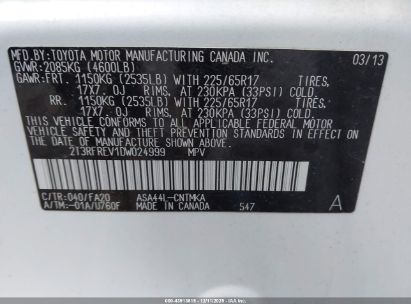 MFD.BY:TOYOTA MOTOR MANUFACTURING CANADA INC. 03/13
GVWR:2085KG (4600LB)
GAWR:FRT. 1150KG (2535LB) WITH 225/65R17 TIRES,
17X7. OJ RIMS, AT 230KPA (33PSI) COLD.
RR. 1150KG (2535LB) WITH 225/65R17 TIRES,
17X7. OJ RIMS, AT 230KPA (33PSI) COLD.
THIS VEHICLE CONFORMS TO ALL APPLICABLE FEDERAL MOTOR
VEHICLE SAFETY AND THEFT PREVENTION STANDARDS IN EFFECT
ON THE DATE OF MANUFACTURE SHOWN ABOVE.
2T3RFREV1DW024999 MPV
C/TR:040/FA20 ASA44L-CNTMKA
A/TM:-01A/U760F MADE IN CANADA 547 A